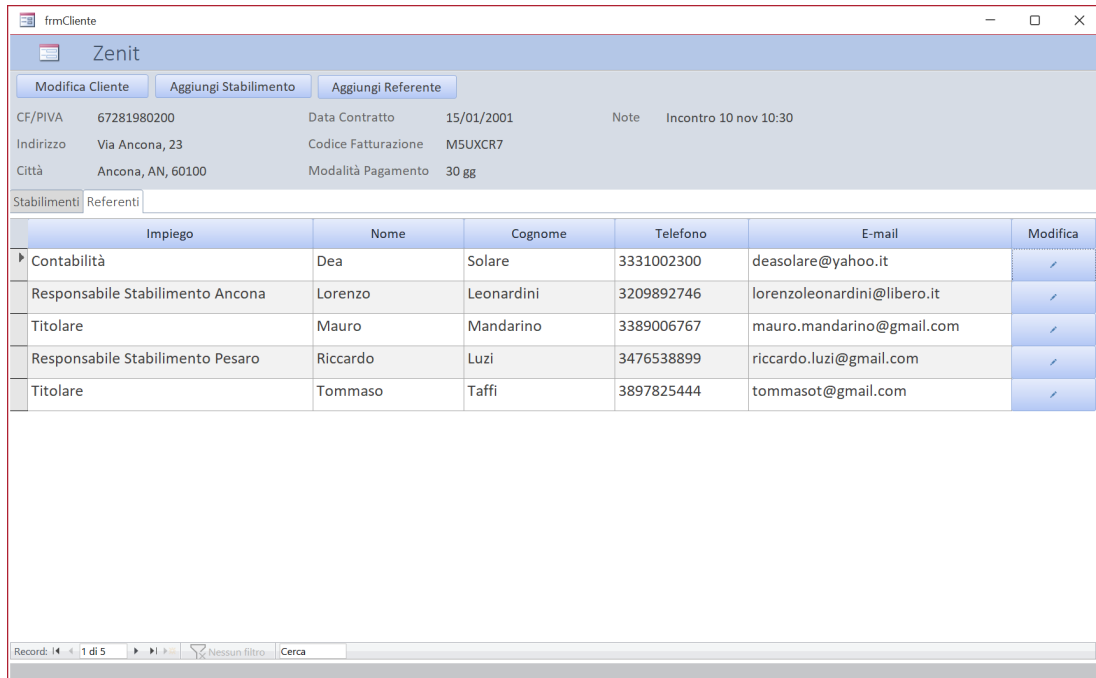 frmCliente
Zenit
Modifica Cliente Aggiungi Stabilimento Aggiungi Referente
CF/PIVA 67281980200 Data Contratto 15/01/2001 Note Incontro 10 nov 10:30
Indirizzo Via Ancona, 23 Codice Fatturazione M5UXCR7
Città Ancona, AN, 60100 Modalità Pagamento 30 gg
Stabilimenti Referenti
Impiego Nome Cognome Telefono E-mail Modifica
Contabilità Dea Solare 3331002300 deasolare@yahoo.it
Responsabile Stabilimento Ancona Lorenzo Leonardini 3209892746 lorenzoleonardini@libero.it
Titolare Mauro Mandarino 3389006767 mauro.mandarino@gmail.com
Responsabile Stabilimento Pesaro Riccardo Luzi 3476538899 riccardo.luzi@gmail.com
Titolare Tommaso Taffi 3897825444 tommasot@gmail.com
Record: 1 di 5 Nessun filtro Cerca